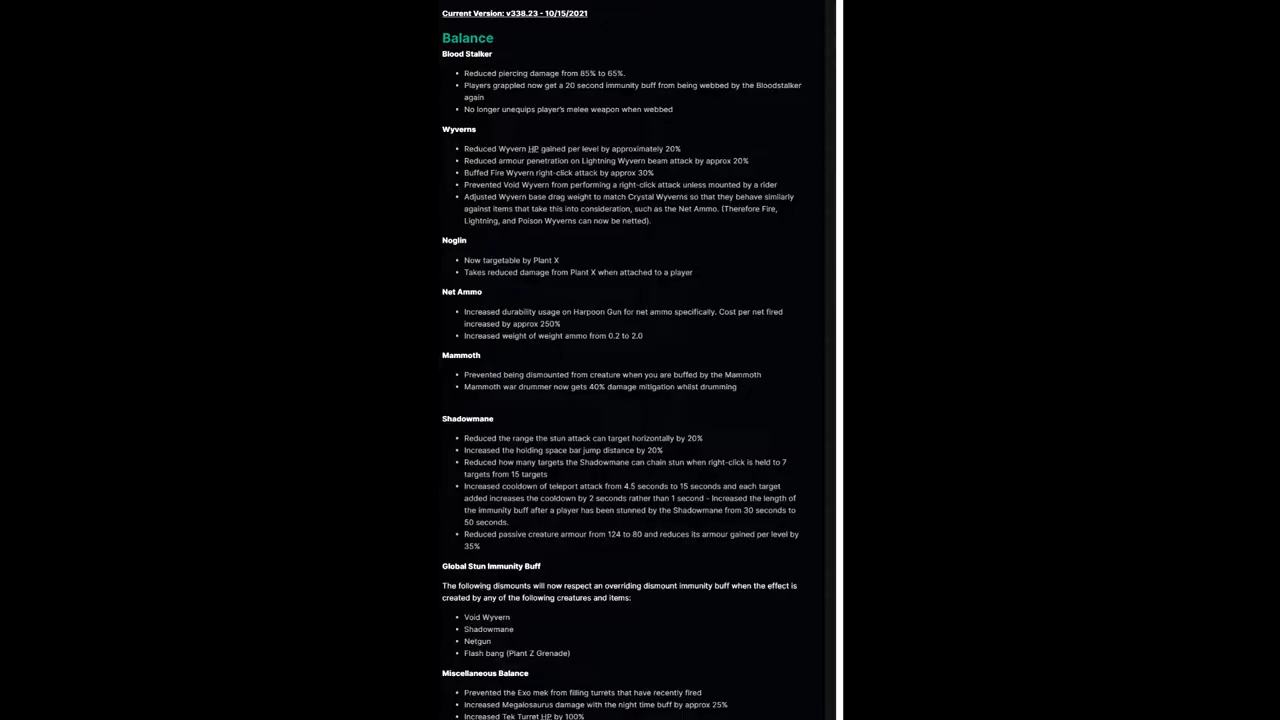 Current Version: v338.23 - 10/15/2021
Balance
Blood Stalker
• Reduced piercing damage from 85% to 65%.
• Players grappled now get a 20 second immunity buff from being webbed by the Bloodstalker
again
• No longer unequips player's melee weapon when webbed
Wyverns
• Reduced Wyvern HP gained per level by approximately 20%
• Reduced armour penetration on Lightning Wyvern beam attack by approx 20%
• Buffed Fire Wyvern right-click attack by approx 30%
• Prevented Void Wyvern from performing a right-click attack unless mounted by a rider
• Adjusted Wyvern base drag weight to match Crystal Wyverns so that they behave similarly
against items that take this into consideration, such as the Net Ammo. (Therefore Fire,
Lightning, and Poison Wyverns can now be netted).
Noglin
• Now targetable by Plant X
• Takes reduced damage from Plant X when attached to a player
Net Ammo
• Increased durability usage on Harpoon Gun for net ammo specifically. Cost per net fired
increased by approx 250%
• Increased weight of weight ammo from 0.2 to 2.0
Mammoth
• Prevented being dismounted from creature when you are buffed by the Mammoth
• Mammoth war drummer now gets 40% damage mitigation whilst drumming
Shadowmane
• Reduced the range the stun attack can target horizontally by 20%
• Increased the holding space bar jump distance by 20%
• Reduced how many targets the Shadowmane can chain stun when right-click is held to 7
targets from 15 targets
• Increased cooldown of teleport attack from 4.5 seconds to 15 seconds and each target
added increases the cooldown by 2 seconds rather than 1 second - Increased the length of
the immunity buff after a player has been stunned by the Shadowmane from 30 seconds to
50 seconds.
• Reduced passive creature armour from 124 to 80 and reduces its armour gained per level by
35%
Global Stun Immunity Buff
The following dismounts will now respect an overriding dismount immunity buff when the effect is
created by any of the following creatures and items:
• Void Wyvern
• Shadowmane
• Netgun
• Flash bang (Plant Z Grenade)
Miscellaneous Balance
• Prevented the Exo mek from filling turrets that have recently fired
• Increased Megalosaurus damage with the night time buff by approx 25%
• Increased Tek Turret HP by 100%